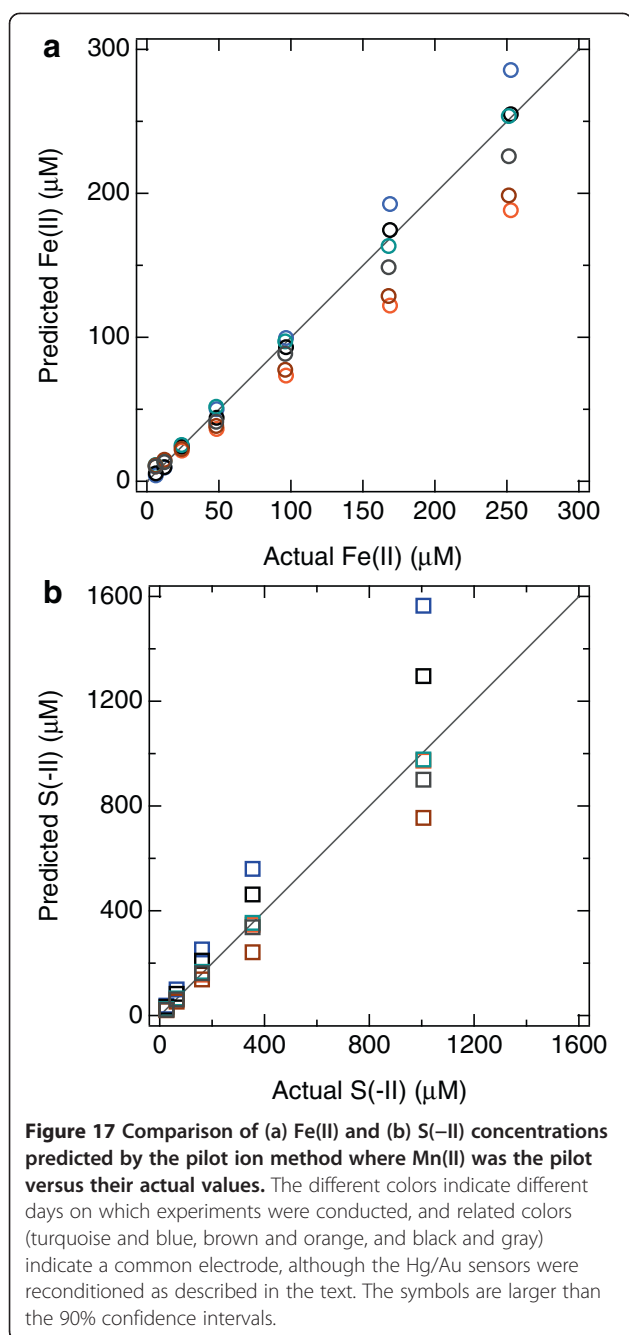 a
300
200
100
0
Predicted Fe(II) (μM)
0 50 100 150 200 250 300
Actual Fe(II) (μM)
b
1600
1200
800
400
0
Predicted S(-II) (μM)
0 400 800 1200 1600
Actual S(-II) (μM)
Figure 17 Comparison of (a) Fe(II) and (b) S(−II) concentrations
predicted by the pilot ion method where Mn(II) was the pilot
versus their actual values. The different colors indicate different
days on which experiments were conducted, and related colors
(turquoise and blue, brown and orange, and black and gray)
indicate a common electrode, although the Hg/Au sensors were
reconditioned as described in the text. The symbols are larger than
the 90% confidence intervals.